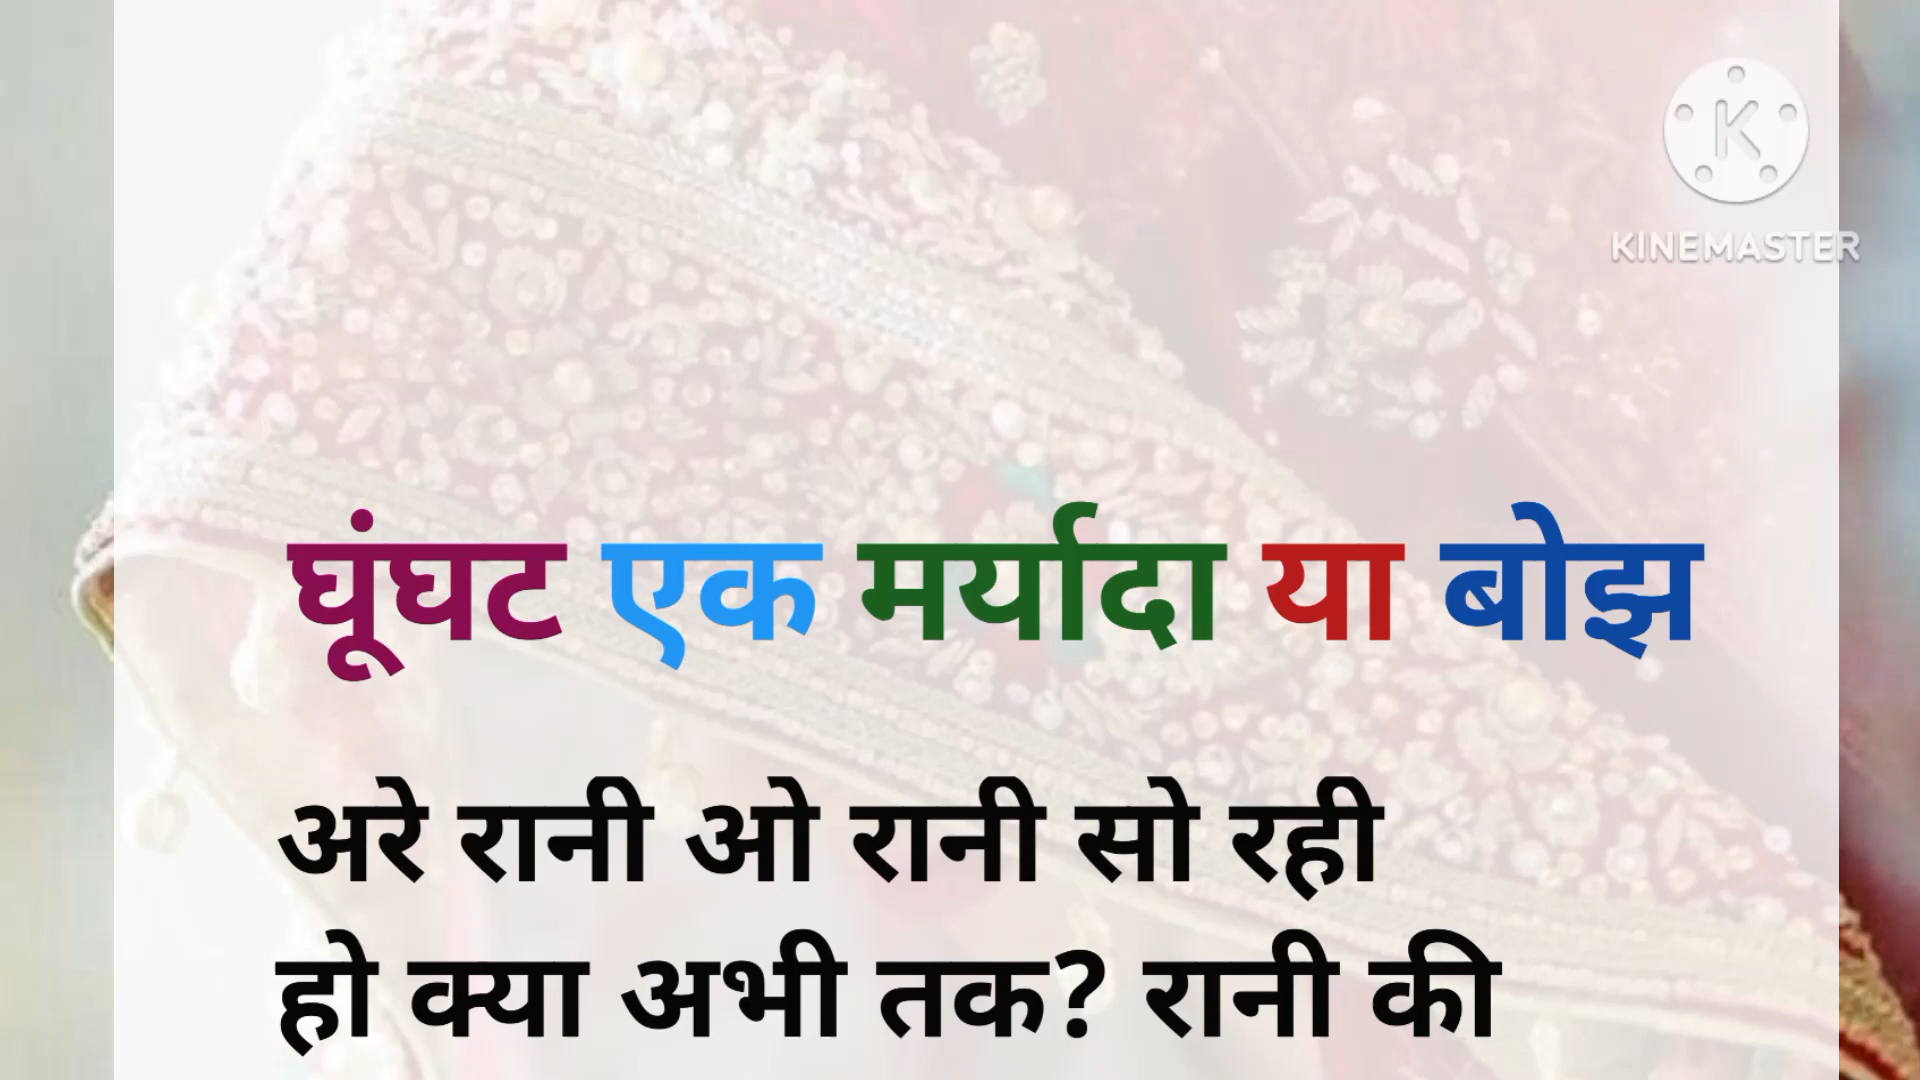 K
KINEMASTER
घूंघट एक मर्यादा या बोझ
अरे रानी ओ रानी सो रही
हो क्या अभी तक? रानी की